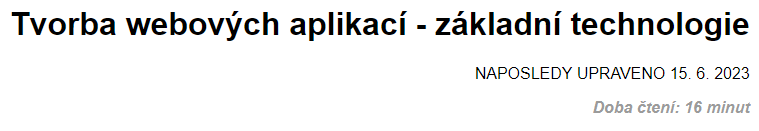 Tvorba webových aplikací - základní technologie
NAPOSLEDY UPRAVENO 15. 6. 2023
Doba čtení: 16 minut